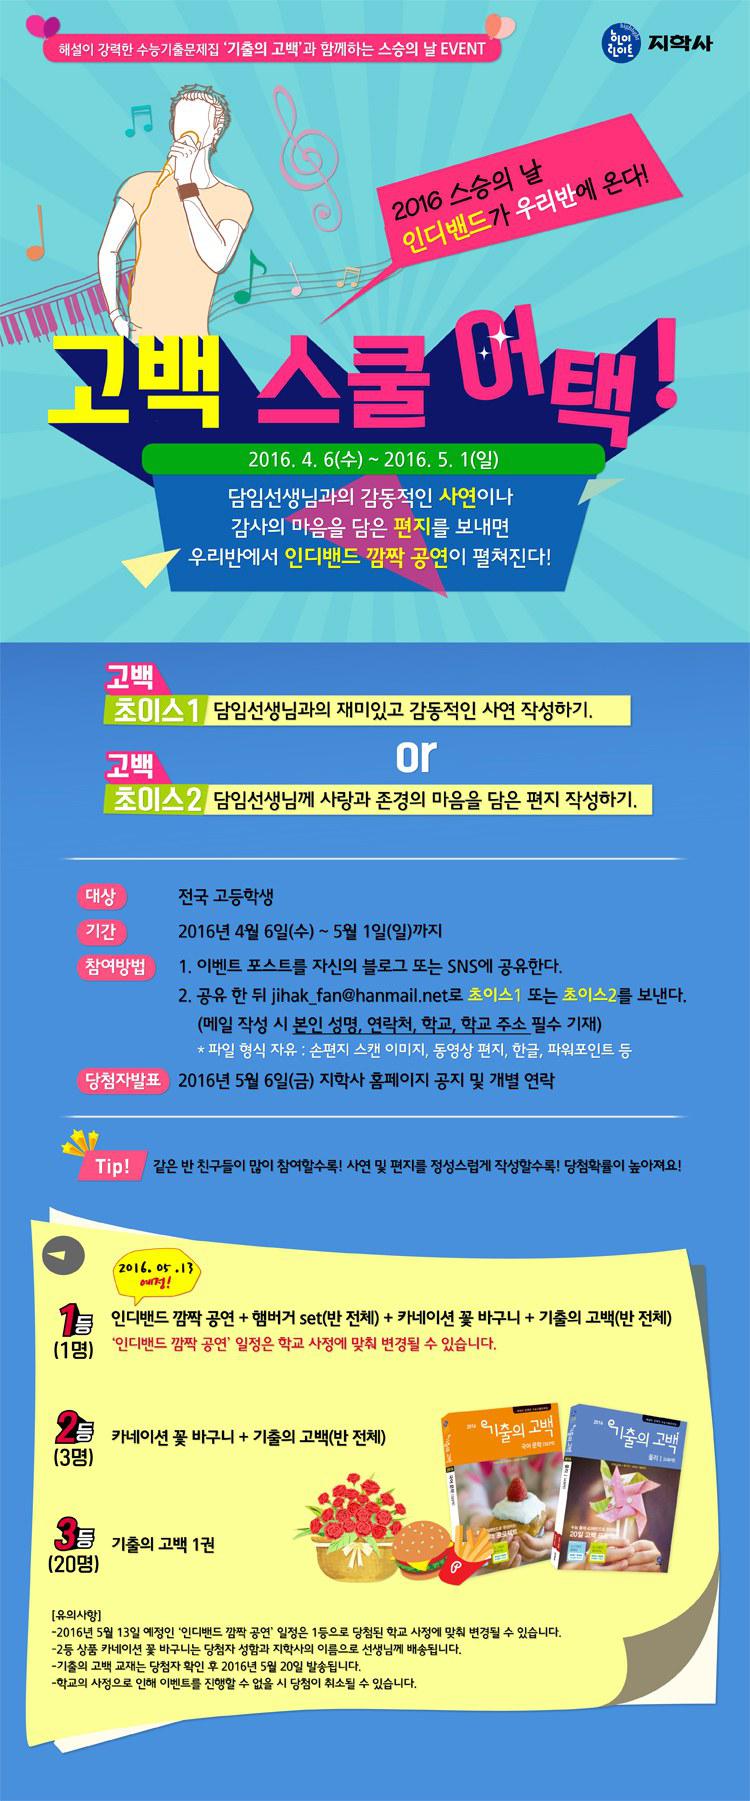 해설이 강력한 수능기출문제집 '기출의 고백'과 함께하는 스승의 날 EVENT
하이라이트 highlight 지학사
2016 스승의 날
인디밴드가 우리반에 온다!
고백 스쿨 어택!
2016. 4. 6(수) ~ 2016. 5. 1(일)
담임선생님과의 감동적인 사연이나
감사의 마음을 담은 편지를 보내면
우리반에서 인디밴드 깜짝 공연이 펼쳐진다!
고백
초이스1 담임선생님과의 재미있고 감동적인 사연 작성하기.
or
고백
초이스2 담임선생님께 사랑과 존경의 마음을 담은 편지 작성하기.
대상 전국 고등학생
기간 2016년 4월 6일(수) ~ 5월 1일(일)까지
참여방법 1. 이벤트 포스트를 자신의 블로그 또는 SNS에 공유한다.
2. 공유 한 뒤 jihak_fan@hanmail.net로 초이스1 또는 초이스2를 보낸다.
(메일 작성 시 본인 성명, 연락처, 학교, 학교 주소 필수 기재)
* 파일 형식 자유 : 손편지 스캔 이미지, 동영상 편지, 한글, 파워포인트 등
당첨자발표 2016년 5월 6일(금) 지학사 홈페이지 공지 및 개별 연락
Tip! 같은 반 친구들이 많이 참여할수록! 사연 및 편지를 정성스럽게 작성할수록! 당첨확률이 높아져요!
2016. 05. 13
예정!
1등 인디밴드 깜짝 공연 + 햄버거 set(반 전체) + 카네이션 꽃 바구니 + 기출의 고백(반 전체)
(1명) '인디밴드 깜짝 공연' 일정은 학교 사정에 맞춰 변경될 수 있습니다.
2등 카네이션 꽃 바구니 + 기출의 고백(반 전체)
(3명)
2016 기출의 고백
국어 문학
2016 기출의 고백
물리 I
20일 고백
3등 기출의 고백 1권
(20명)
[유의사항]
-2016년 5월 13일 예정인 '인디밴드 깜짝 공연' 일정은 1등으로 당첨된 학교 사정에 맞춰 변경될 수 있습니다.
-2등 상품 카네이션 꽃 바구니는 당첨자 성함과 지학사의 이름으로 선생님께 배송됩니다.
-기출의 고백 교재는 당첨자 확인 후 2016년 5월 20일 발송됩니다.
-학교의 사정으로 인해 이벤트를 진행할 수 없을 시 당첨이 취소될 수 있습니다.